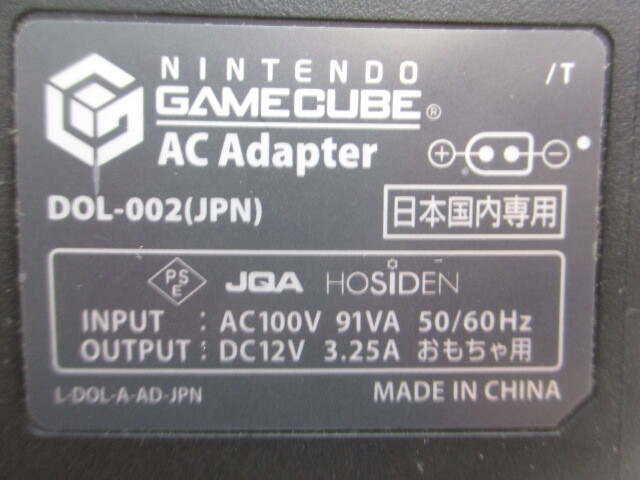 NINTENDO
GAMECUBE®
/T
AC Adapter
DOL-002(JPN)
日本国内専用
PSE JQA HOSIDEN
INPUT : AC100V 91VA 50/60Hz
OUTPUT : DC12V 3.25A おもちゃ用
L-DOL-A-AD-JPN
MADE IN CHINA